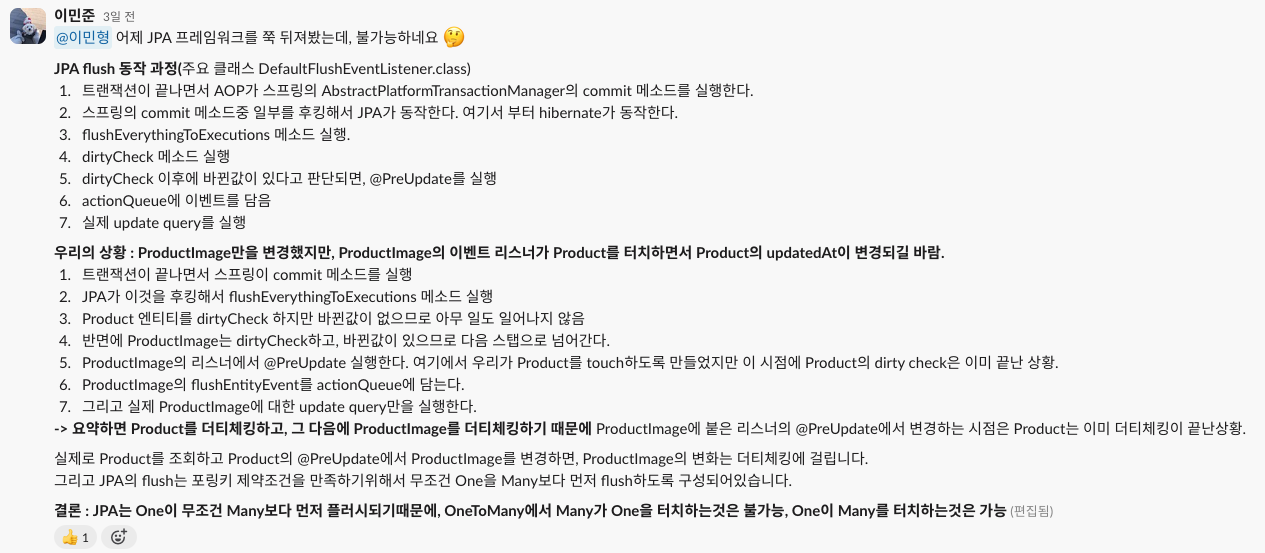 이민준 3일 전
@이민형 어제 JPA 프레임워크를 쭉 뒤져봤는데, 불가능하네요
JPA flush 동작 과정(주요 클래스 DefaultFlushEventListener.class)
1. 트랜잭션이 끝나면서 AOP가 스프링의 AbstractPlatformTransactionManager의 commit 메소드를 실행한다.
2. 스프링의 commit 메소드중 일부를 후킹해서 JPA가 동작한다. 여기서 부터 hibernate가 동작한다.
3. flushEverythingToExecutions 메소드 실행.
4. dirtyCheck 메소드 실행
5. dirtyCheck 이후에 바뀐값이 있다고 판단되면, @PreUpdate를 실행
6. actionQueue에 이벤트를 담음
7. 실제 update query를 실행
우리의 상황 : ProductImage만을 변경했지만, ProductImage의 이벤트 리스너가 Product를 터치하면서 Product의 updatedAt이 변경되길 바람.
1. 트랜잭션이 끝나면서 스프링이 commit 메소드를 실행
2. JPA가 이것을 후킹해서 flushEverythingToExecutions 메소드 실행
3. Product 엔티티를 dirtyCheck 하지만 바뀐값이 없으므로 아무 일도 일어나지 않음
4. 반면에 ProductImage는 dirtyCheck하고, 바뀐값이 있으므로 다음 스탭으로 넘어간다.
5. ProductImage의 리스너에서 @PreUpdate 실행한다. 여기에서 우리가 Product를 touch하도록 만들었지만 이 시점에 Product의 dirty check은 이미 끝난 상황.
6. ProductImage의 flushEntityEvent를 actionQueue에 담는다.
7. 그리고 실제 ProductImage에 대한 update query만을 실행한다.
-> 요약하면 Product를 더티체킹하고, 그 다음에 ProductImage를 더티체킹하기 때문에 ProductImage에 붙은 리스너의 @PreUpdate에서 변경하는 시점은 Product는 이미 더티체킹이 끝난상황.
실제로 Product를 조회하고 Product의 @PreUpdate에서 ProductImage를 변경하면, ProductImage의 변화는 더티체킹에 걸립니다.
그리고 JPA의 flush는 포링키 제약조건을 만족하기위해서 무조건 One을 Many보다 먼저 flush하도록 구성되어있습니다.
결론 : JPA는 One이 무조건 Many보다 먼저 플러시되기때문에, OneToMany에서 Many가 One을 터치하는것은 불가능, One이 Many를 터치하는것은 가능 (편집됨)
1